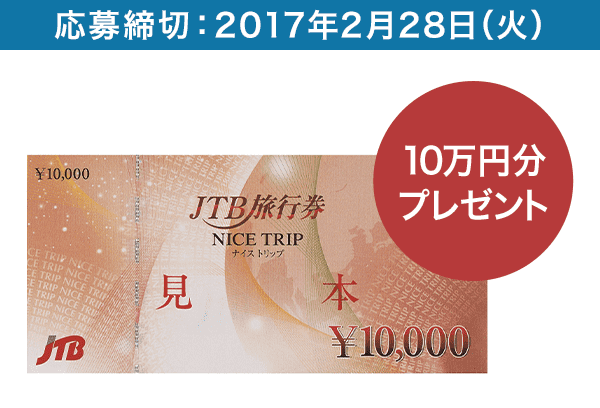 応募締切：2017年2月28日（火）
10万円分
プレゼント
¥10,000
JTB旅行券
NICE TRIP
ナイストリップ
見本
¥10,000
JTB